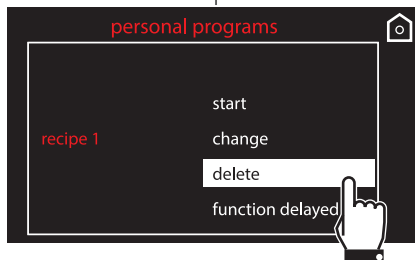 personal programs
start
recipe 1
change
delete
function delayed